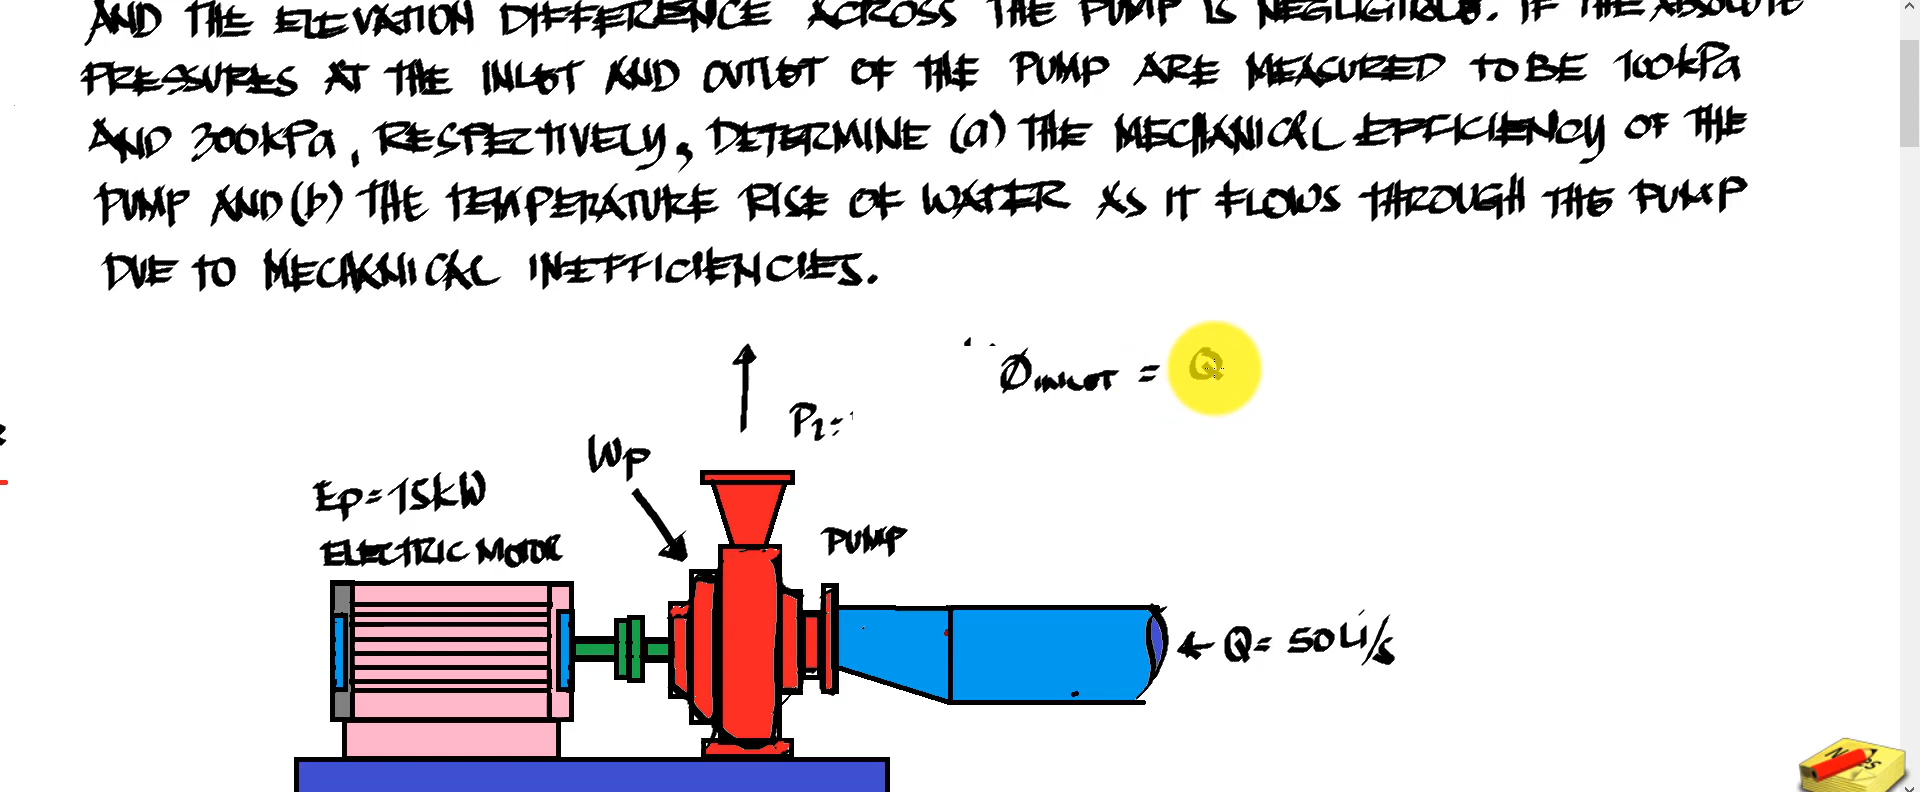 AND THE ELEVATION DIFFERENCE ACROSS THE PUMP IS NEGLIGIBLE. IF THE ABSOLUTE
PRESSURES AT THE INLET AND OUTLET OF THE PUMP ARE MEASURED TO BE 100kPa
AND 300kPa, RESPECTIVELY, DETERMINE (a) THE MECHANICAL EFFICIENCY OF THE
PUMP AND (b) THE TEMPERATURE RISE OF WATER AS IT FLOWS THROUGH THE PUMP
DUE TO MECAHNICAL INEFFICIENCIES.
Ø INLET = Q
P2=
Wp
Ep=15kW
ELECTRIC MOTOR
PUMP
Q= 50 Li/s